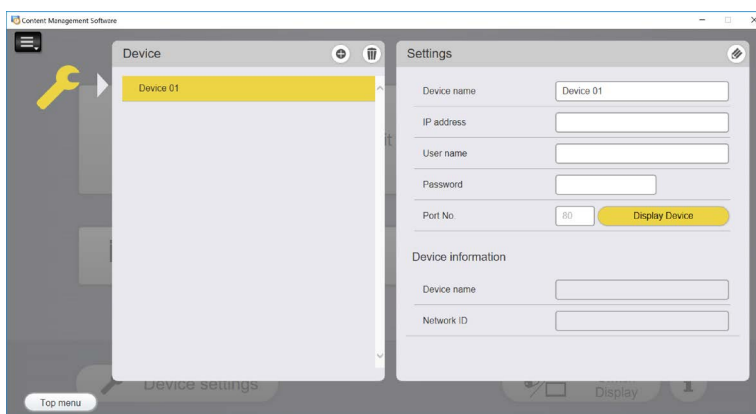 Content Management Software
Device
Settings
Device 01
Device name
Device 01
IP address
User name
Password
Port No
80
Display Device
Device information
Device name
Network ID
it
Device settings
Display
i
Top menu